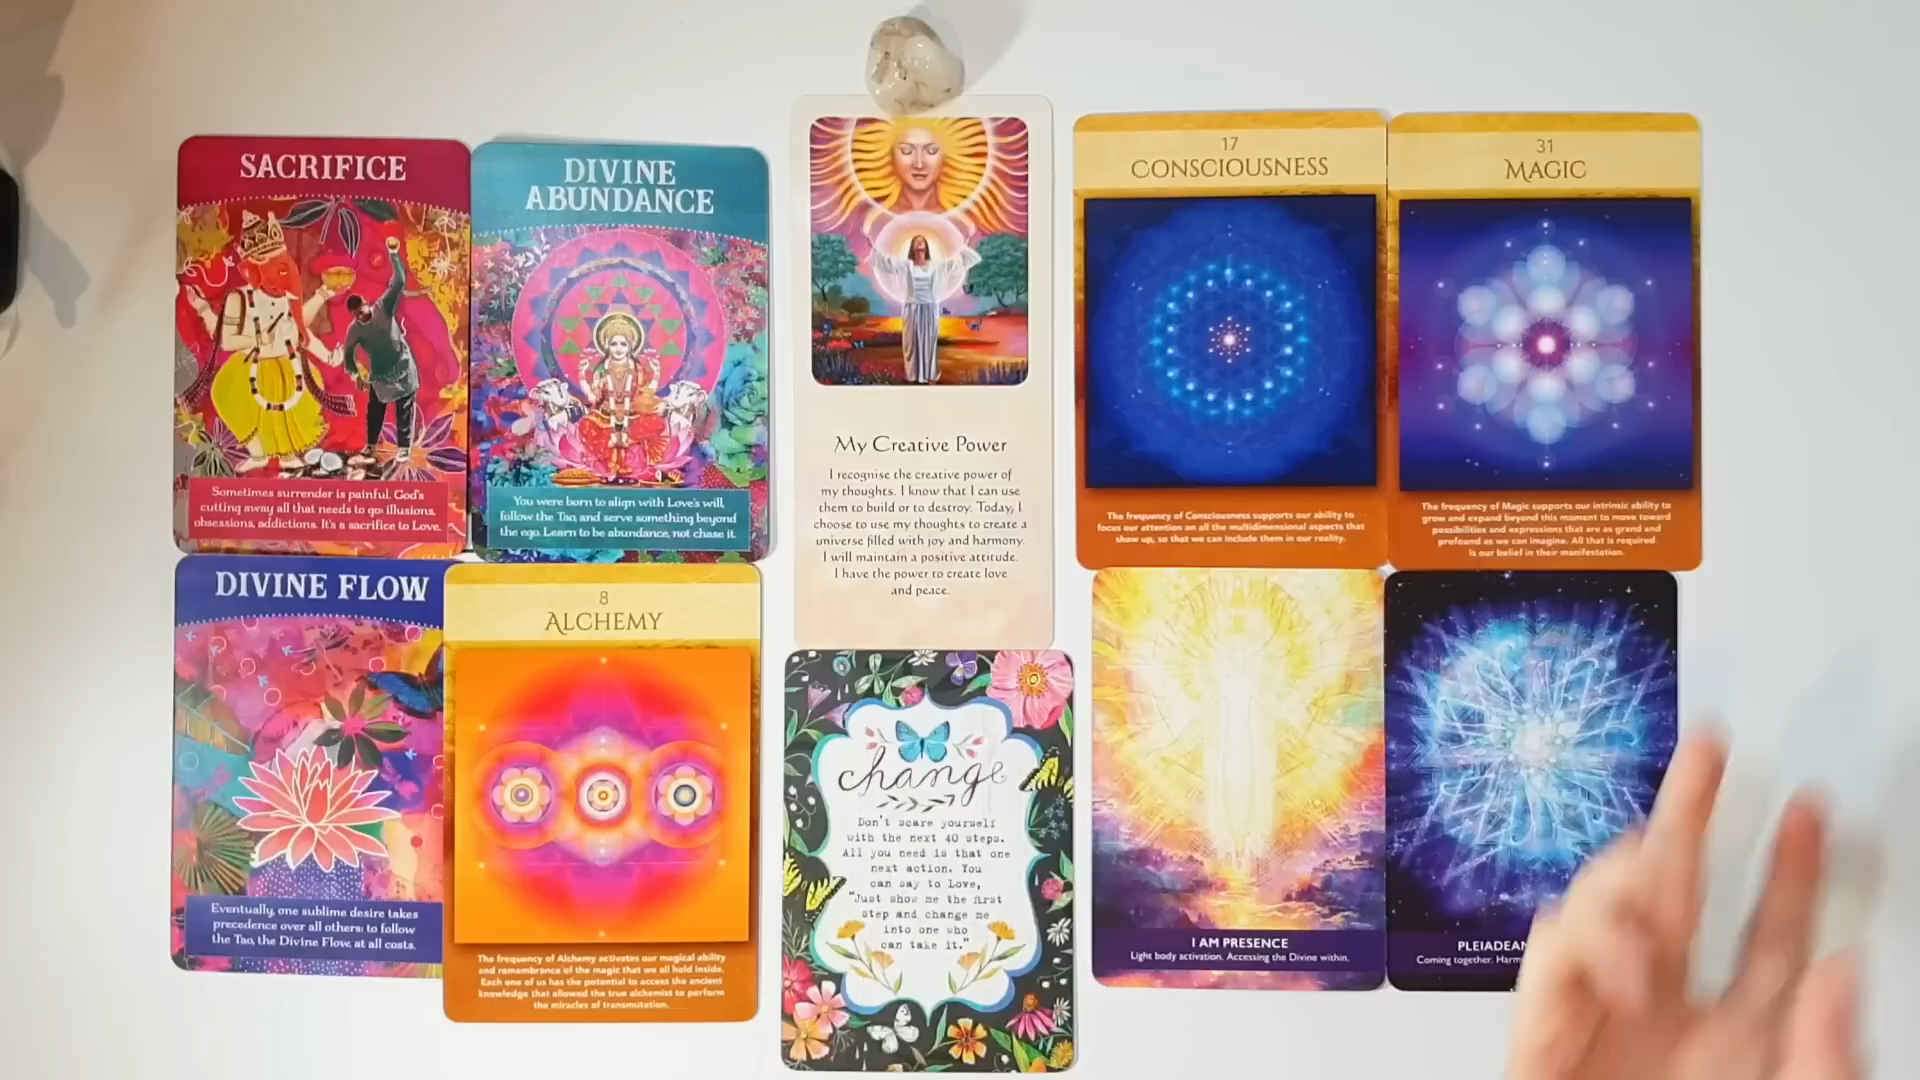 SACRIFICE
Sometimes surrender is painful. God's
cutting away all that needs to go: illusions,
obsessions, addictions. It's a sacrifice to Love.
DIVINE
ABUNDANCE
You were born to align with Love's will,
follow the Tao, and serve something beyond
the ego. Learn to be abundance, not chase it.
My Creative Power
I recognise the creative power of
my thoughts. I know that I can use
them to build or to destroy. Today, I
choose to use my thoughts to create a
universe filled with joy and harmony.
I will maintain a positive attitude.
I have the power to create love
and peace.
17
CONSCIOUSNESS
The frequency of Consciousness supports our ability to
focus our attention on all the multidimensional aspects that
show up, so that we can include them in our reality.
31
MAGIC
The frequency of Magic supports our intrinsic ability to
grow and expand beyond this moment to move toward
possibilities and expressions that are as grand and
profound as we can imagine. All that is required
is our belief in their manifestation.
DIVINE FLOW
Eventually, one sublime desire takes
precedence over all others: to follow
the Tao, the Divine Flow, at all costs.
8
ALCHEMY
The frequency of Alchemy activates our magical ability
and remembrance of the magic that we all hold inside.
Each one of us has the potential to access the ancient
knowledge that allowed the true alchemist to perform
the miracles of transmutation.
change
Don't scare yourself
with the next 40 steps.
All you need is that one
next action. You
can say to Love,
"Just show me the first
step and change me
into one who
can take it."
I AM PRESENCE
Light body activation. Accessing the Divine within.
PLEIADEAN
Coming together.